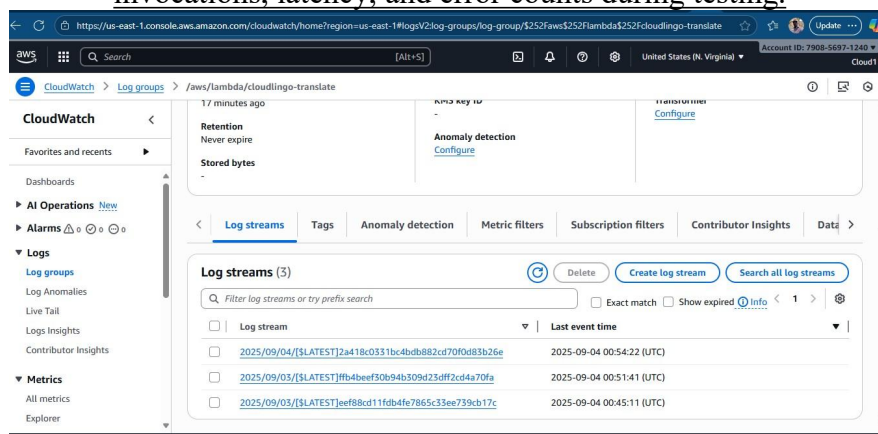 invocations, latency, and error counts during testing.
https://us-east-1.console.aws.amazon.com/cloudwatch/home?region=us-east-1#logsV2:log-groups/log-group/$252Faws$252Flambda$252Fcloudlingo-translate
Update
aws
Search
[Alt+S]
United States (N. Virginia)
Account ID: 7908-5697-1240
Cloud1
CloudWatch > Log groups > /aws/lambda/cloudlingo-translate
CloudWatch
Favorites and recents
Dashboards
AI Operations New
Alarms 0 0 0
Logs
Log groups
Log Anomalies
Live Tail
Logs Insights
Contributor Insights
Metrics
All metrics
Explorer
17 minutes ago
Retention
Never expire
Stored bytes
-
KMS key ID
-
Anomaly detection
Configure
Transformer
Configure
Log streams Tags Anomaly detection Metric filters Subscription filters Contributor Insights Data
Log streams (3)
Delete Create log stream Search all log streams
Filter log streams or try prefix search
Exact match Show expired Info < 1 >
Log stream Last event time
2025/09/04/[$LATEST]2a418c0331bc4bdb882cd70f0d83b26e 2025-09-04 00:54:22 (UTC)
2025/09/03/[$LATEST]ffb4beef30b94b309d23dff2cd4a70fa 2025-09-04 00:51:41 (UTC)
2025/09/03/[$LATEST]eef88cd11fdb4fe7865c33ee739cb17c 2025-09-04 00:45:11 (UTC)